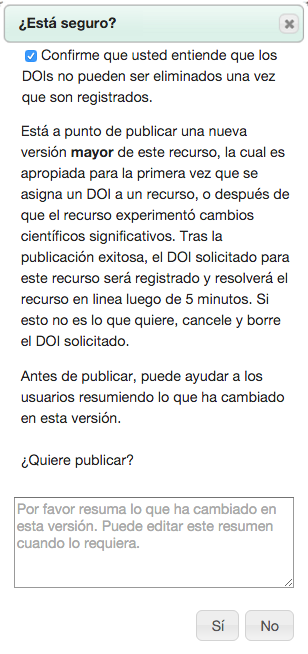 ¿Está seguro?
Confirme que usted entiende que los
DOIs no pueden ser eliminados una vez
que son registrados.
Está a punto de publicar una nueva
versión mayor de este recurso, la cual es
apropiada para la primera vez que se
asigna un DOI a un recurso, o después de
que el recurso experimentó cambios
científicos significativos. Tras la
publicación exitosa, el DOI solicitado para
este recurso será registrado y resolverá el
recurso en linea luego de 5 minutos. Si
esto no es lo que quiere, cancele y borre
el DOI solicitado.
Antes de publicar, puede ayudar a los
usuarios resumiendo lo que ha cambiado
en esta versión.
¿Quiere publicar?
Por favor resuma lo que ha cambiado en
esta versión. Puede editar este resumen
cuando lo requiera.
Sí No